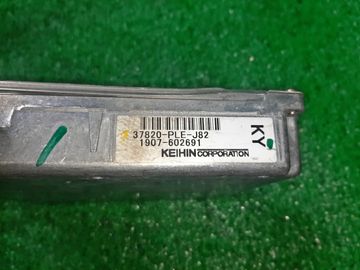 37820-PLE-J82
1907-602691
KEIHIN CORPORATION
KY